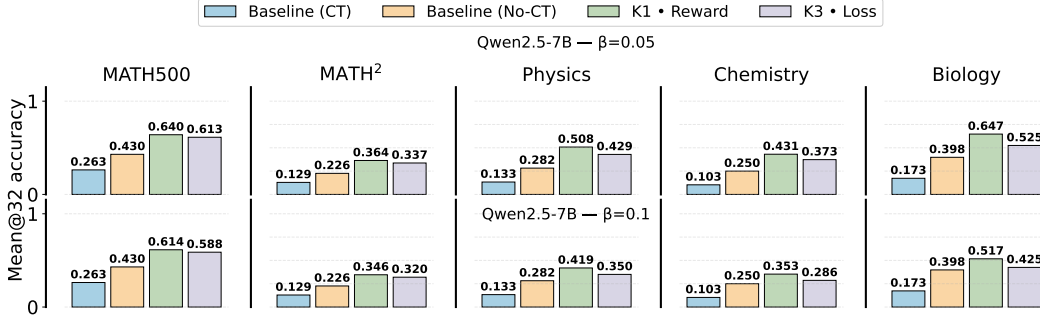 Baseline (CT) Baseline (No-CT) K1 • Reward K3 • Loss
Qwen2.5-7B — β=0.05
MATH500 MATH² Physics Chemistry Biology
Mean@32 accuracy
1
0.263 0.430 0.640 0.613 0.129 0.226 0.364 0.337 0.133 0.282 0.508 0.429 0.103 0.250 0.431 0.373 0.173 0.398 0.647 0.525
0
Qwen2.5-7B — β=0.1
1
0.263 0.430 0.614 0.588 0.129 0.226 0.346 0.320 0.133 0.282 0.419 0.350 0.103 0.250 0.353 0.286 0.173 0.398 0.517 0.425
0